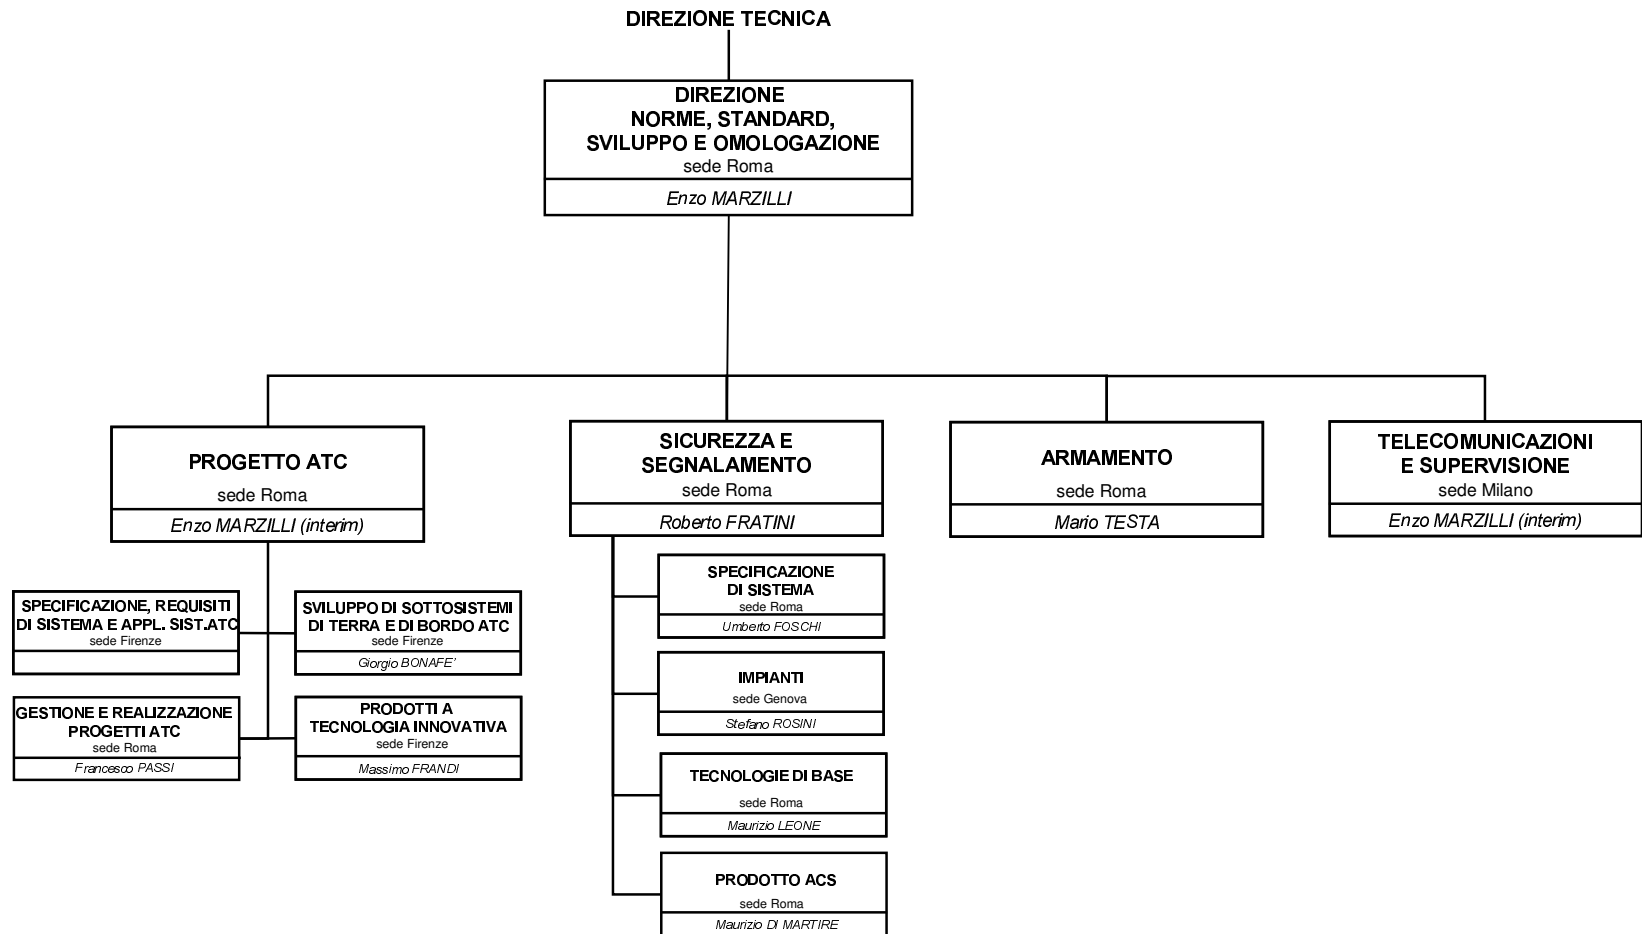 DIREZIONE TECNICA
DIREZIONE
NORME, STANDARD,
SVILUPPO E OMOLOGAZIONE
sede Roma
Enzo MARZILLI
PROGETTO ATC
sede Roma
Enzo MARZILLI (interim)
SICUREZZA E
SEGNALAMENTO
sede Roma
Roberto FRATINI
ARMAMENTO
sede Roma
Mario TESTA
TELECOMUNICAZIONI
E SUPERVISIONE
sede Milano
Enzo MARZILLI (interim)
SPECIFICAZIONE, REQUISITI
DI SISTEMA E APPL. SIST.ATC
sede Firenze
SVILUPPO DI SOTTOSISTEMI
DI TERRA E DI BORDO ATC
sede Firenze
Giorgio BONAFE'
GESTIONE E REALIZZAZIONE
PROGETTI ATC
sede Roma
Francesco PASSI
PRODOTTI A
TECNOLOGIA INNOVATIVA
sede Firenze
Massimo FRANDI
SPECIFICAZIONE
DI SISTEMA
sede Roma
Umberto FOSCHI
IMPIANTI
sede Genova
Stefano ROSINI
TECNOLOGIE DI BASE
sede Roma
Maurizio LEONE
PRODOTTO ACS
sede Roma
Maurizio DI MARTIRE